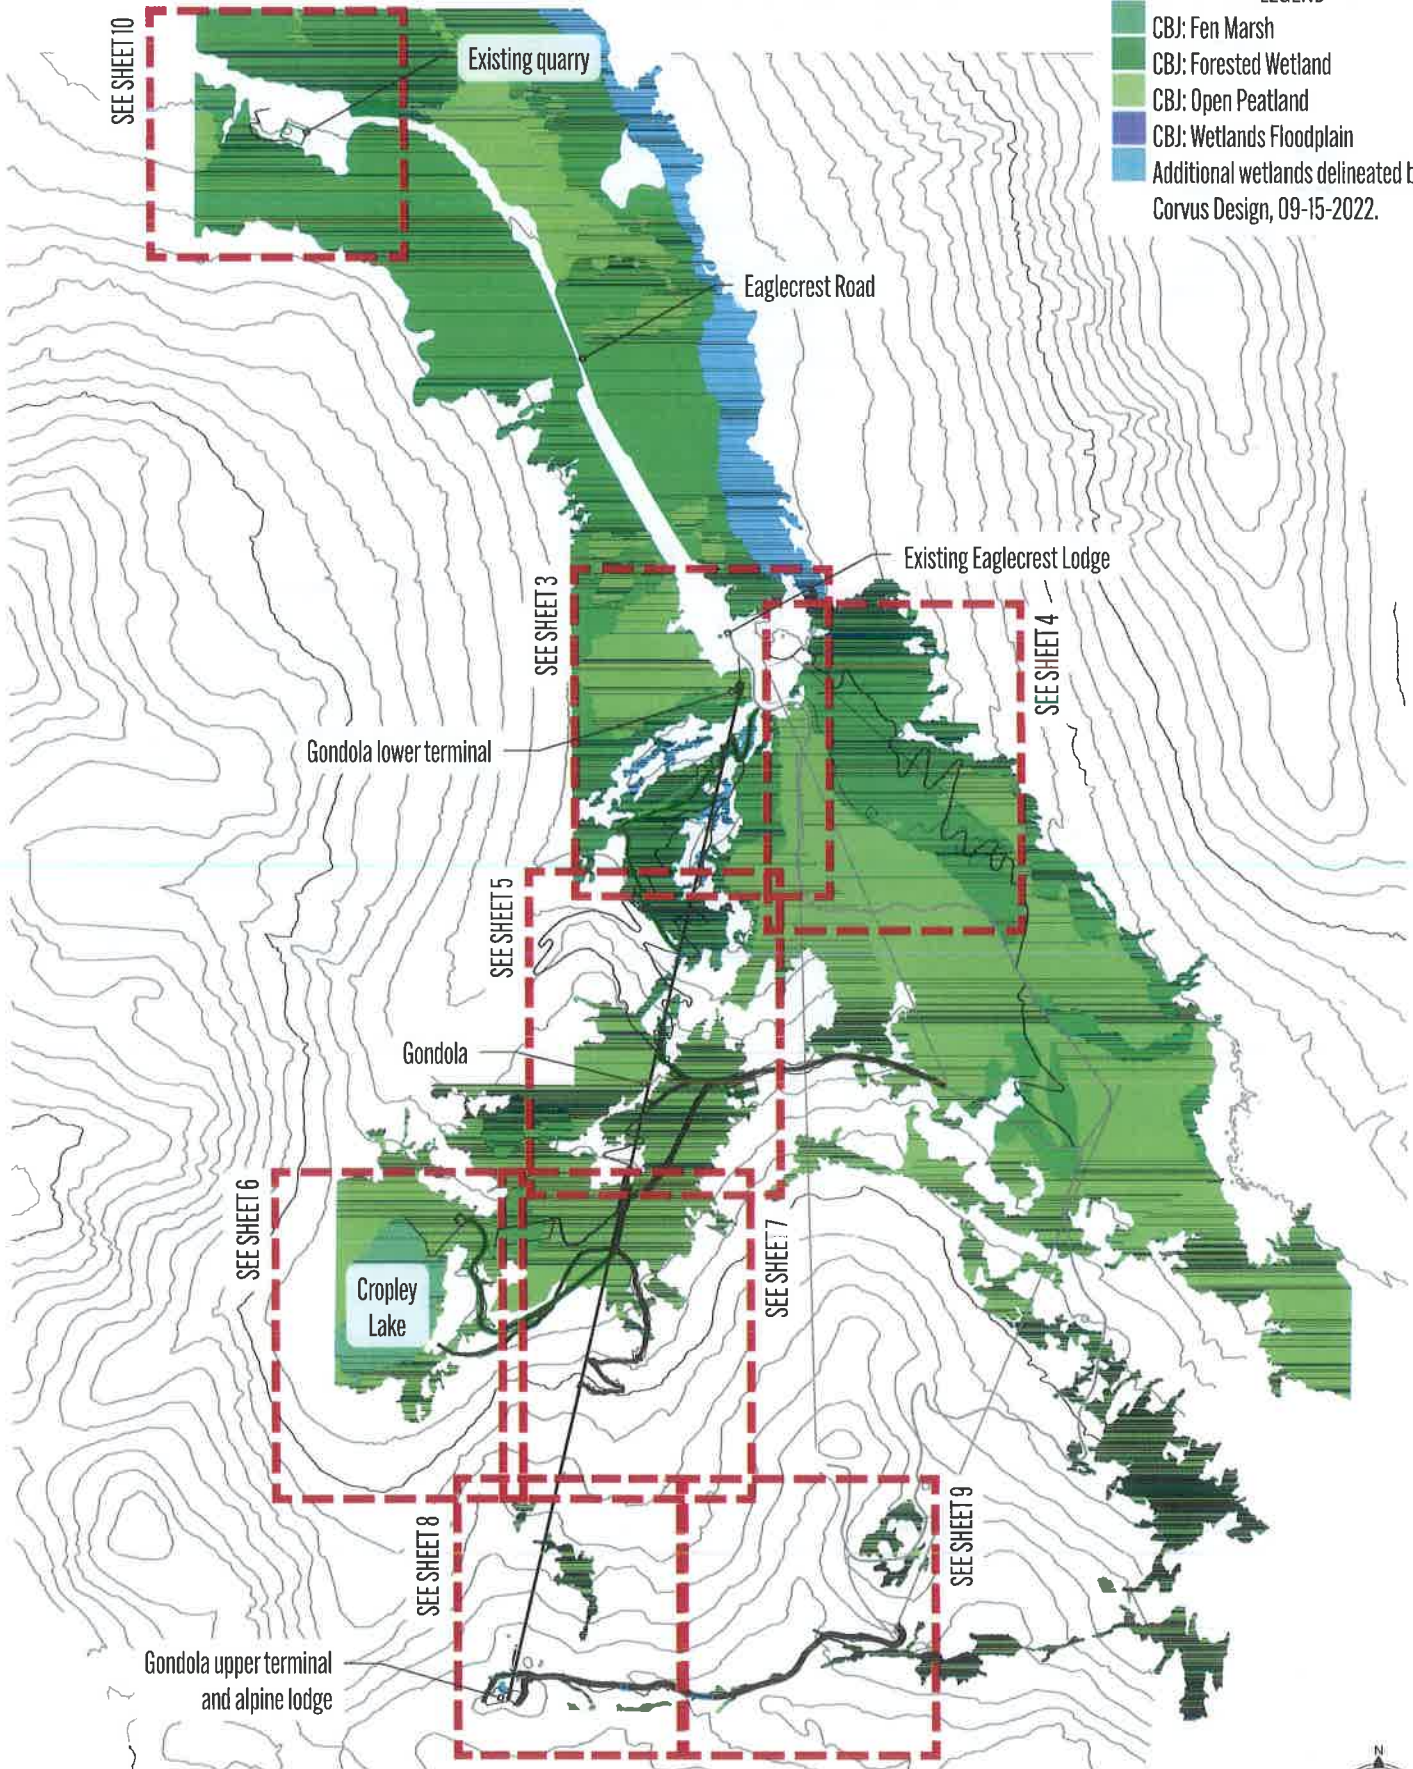 CBJ: Fen Marsh
CBJ: Forested Wetland
CBJ: Open Peatland
CBJ: Wetlands Floodplain
Additional wetlands delineated b
Corvus Design, 09-15-2022.
SEE SHEET 10
Existing quarry
Eaglecrest Road
Existing Eaglecrest Lodge
SEE SHEET 3
SEE SHEET 4
Gondola lower terminal
SEE SHEET 5
Gondola
SEE SHEET 6
Cropley
Lake
SEE SHEET 7
SEE SHEET 8
SEE SHEET 9
Gondola upper terminal
and alpine lodge
N